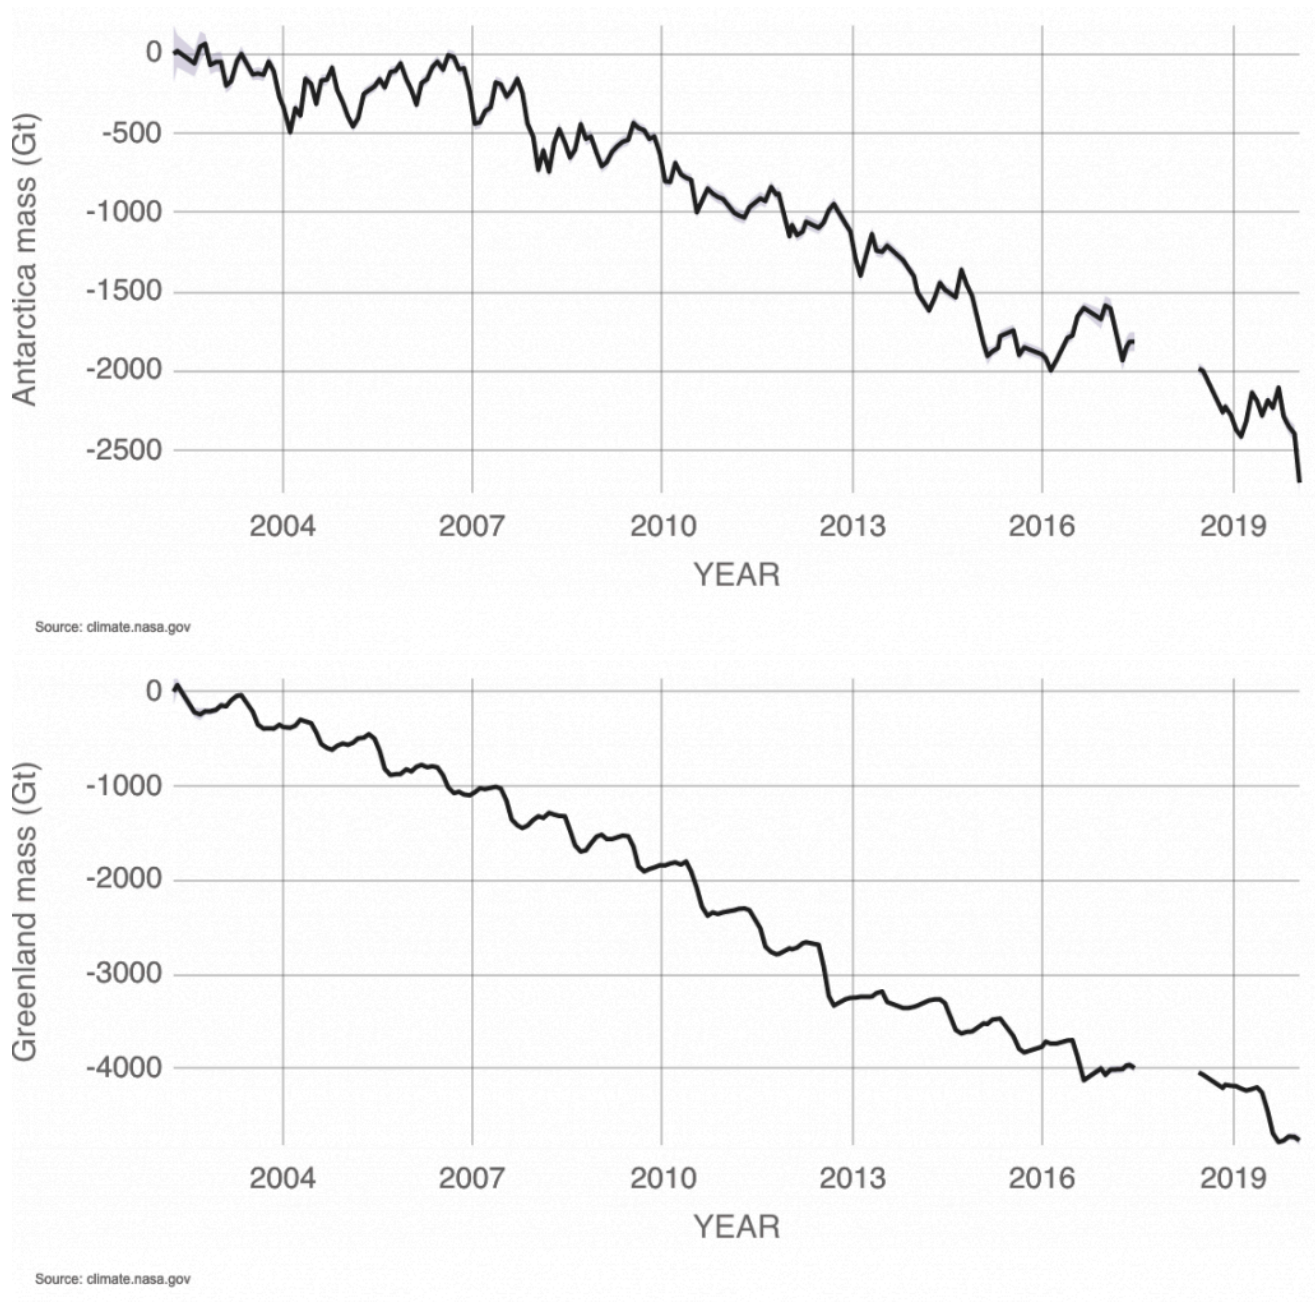 Antarctica mass (Gt)
0
-500
-1000
-1500
-2000
-2500
2004 2007 2010 2013 2016 2019
YEAR
Source: climate.nasa.gov
Greenland mass (Gt)
0
-1000
-2000
-3000
-4000
2004 2007 2010 2013 2016 2019
YEAR
Source: climate.nasa.gov